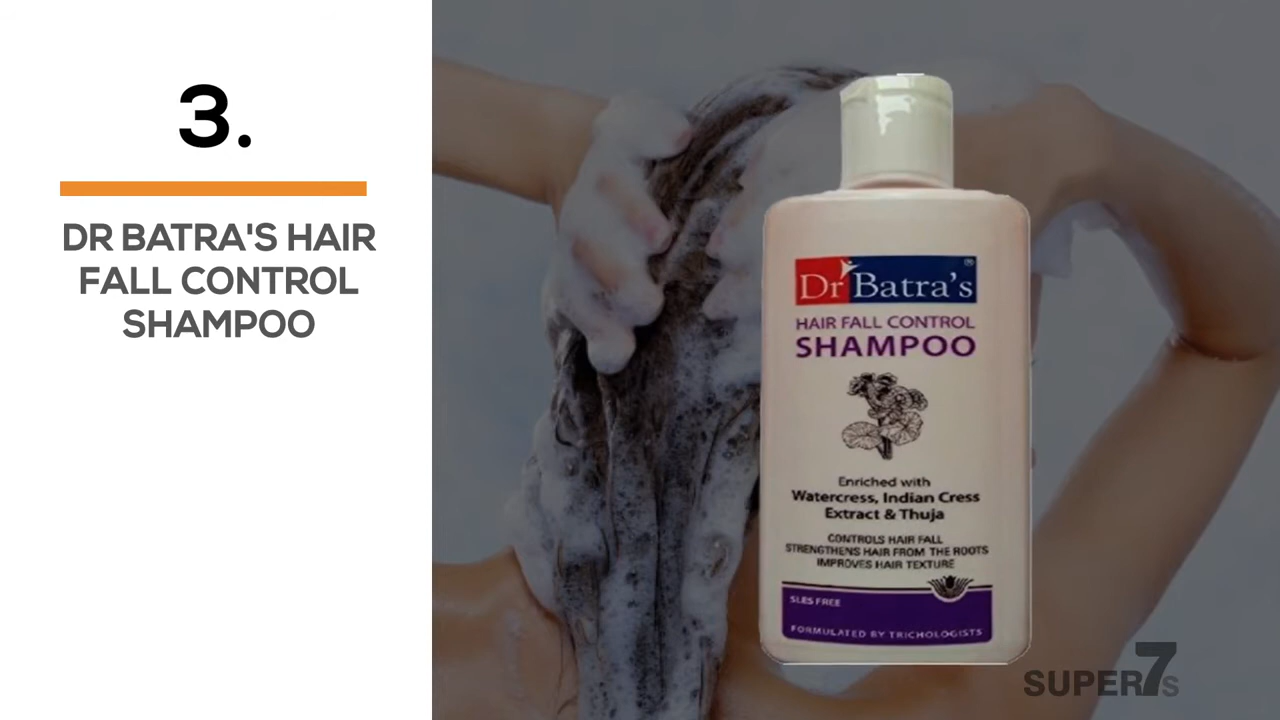 3.
DR BATRA'S HAIR
FALL CONTROL
SHAMPOO
Dr Batra's®
HAIR FALL CONTROL
SHAMPOO
Enriched with
Watercress, Indian Cress
Extract & Thuja
CONTROLS HAIR FALL
STRENGTHENS HAIR FROM THE ROOTS
IMPROVES HAIR TEXTURE
SLES FREE
FORMULATED BY TRICHOLOGISTS
SUPER7s